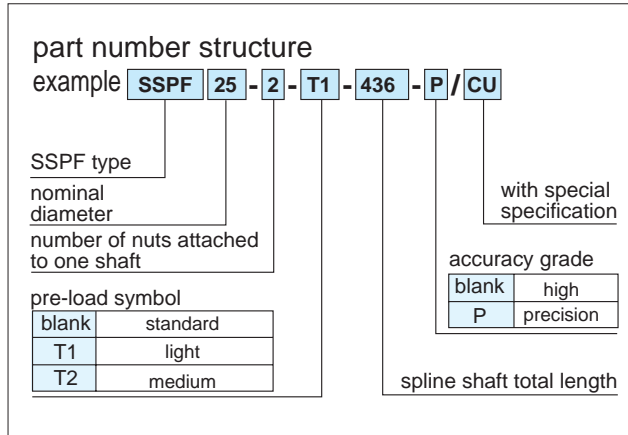 part number structure
example SSPF 25 - 2 - T1 - 436 - P / CU
SSPF type
nominal
diameter
number of nuts attached
to one shaft
pre-load symbol
blank standard
T1 light
T2 medium
with special
specification
accuracy grade
blank high
P precision
spline shaft total length